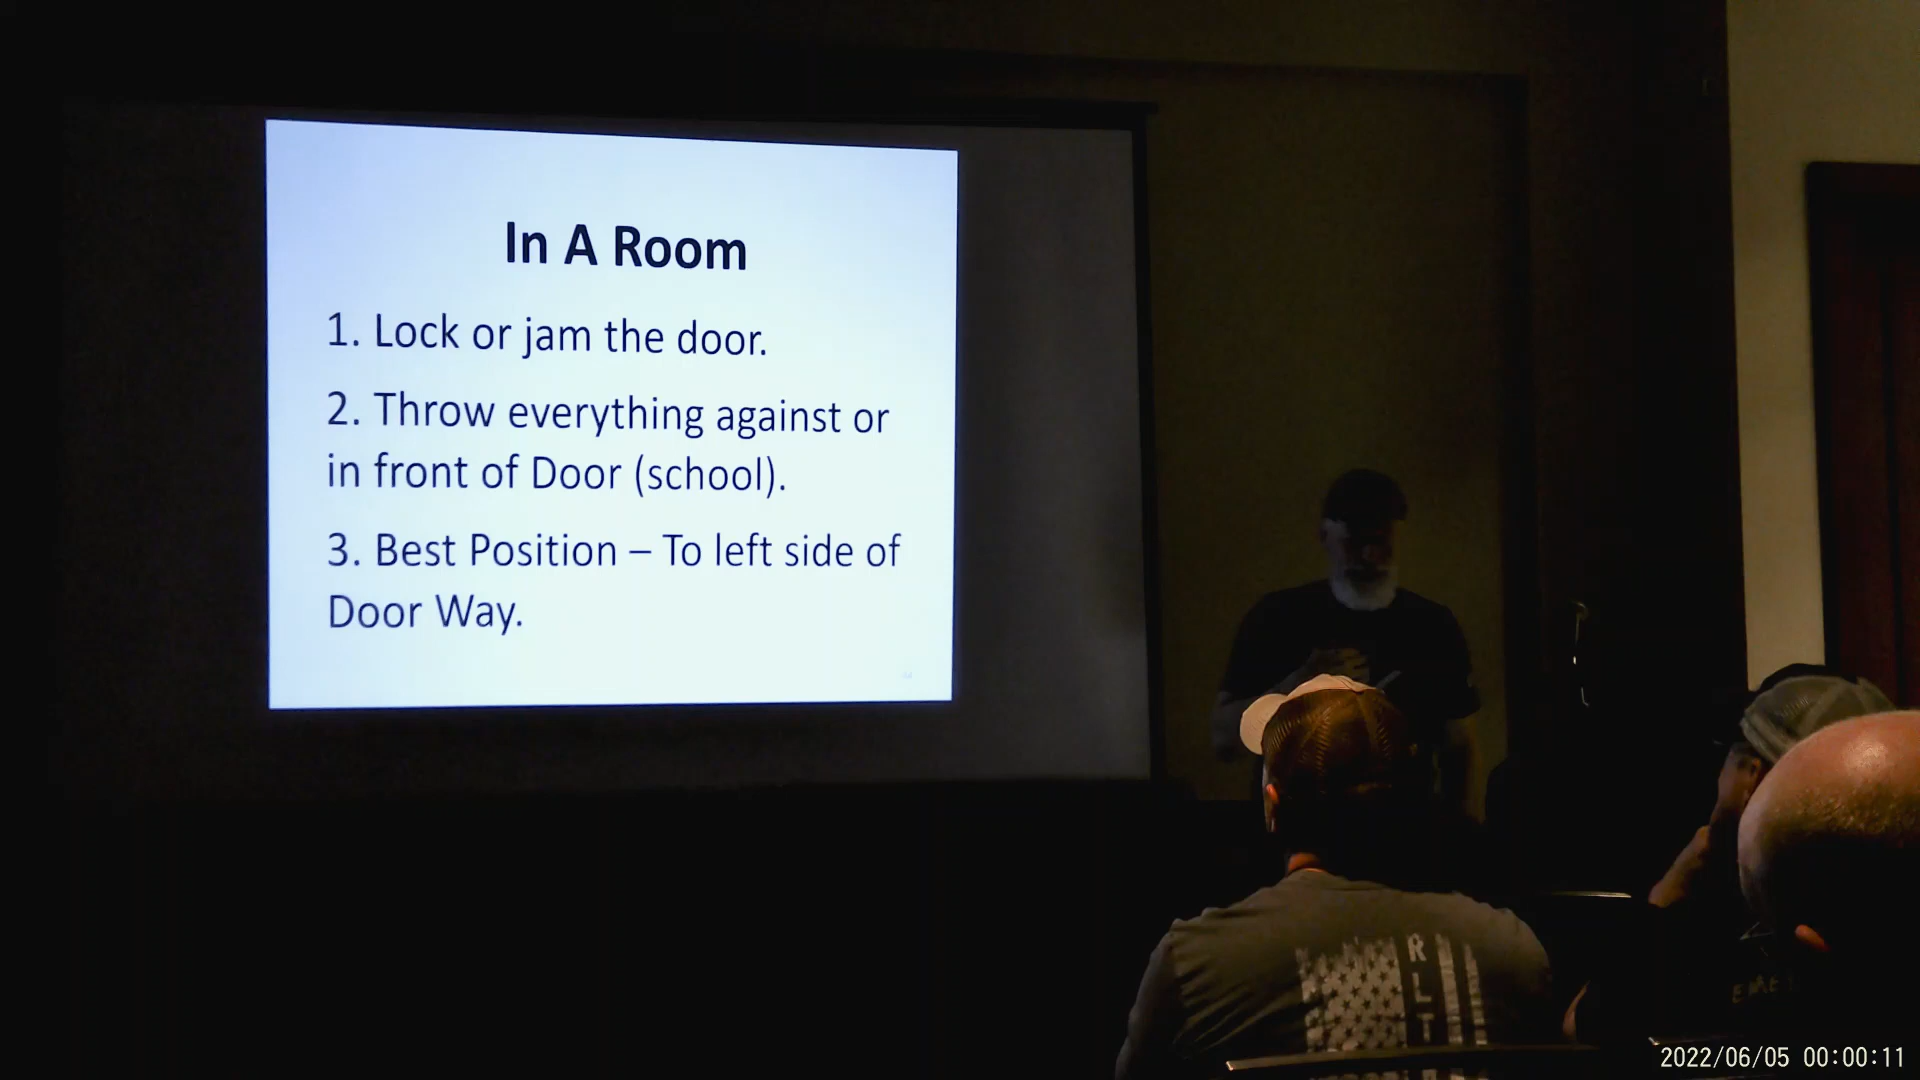 In A Room
1. Lock or jam the door.
2. Throw everything against or
in front of Door (school).
3. Best Position – To left side of
Door Way.
R
L
T
2022/06/05 00:00:11